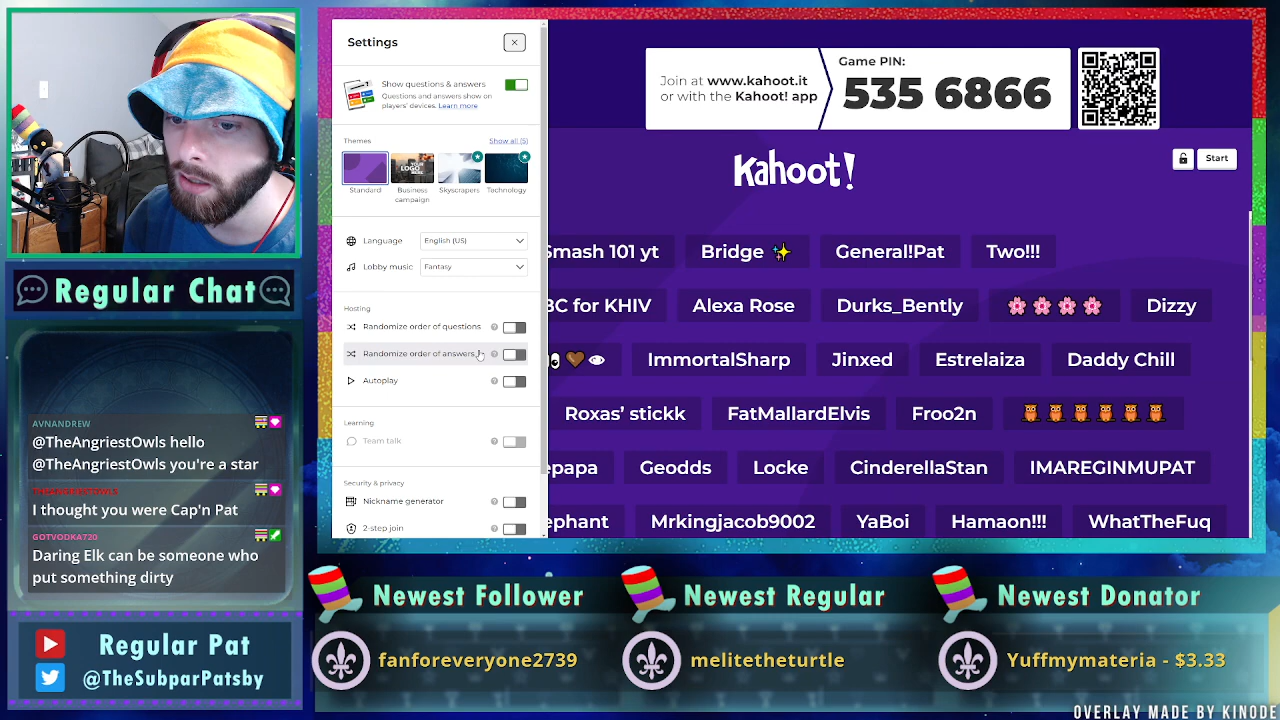 Settings
Show questions & answers
Questions and answers show on
players' devices. Learn more
Themes
Show all (5)
YOUR
LOGO
HERE
Standard
Business
campaign
Skyscrapers
Technology
Language
English (US)
Lobby music
Fantasy
Hosting
Randomize order of questions
Randomize order of answers
Autoplay
Learning
Team talk
Security & privacy
Nickname generator
2-step join
Join at www.kahoot.it
or with the Kahoot! app
Game PIN:
535 6866
Kahoot!
Start
Smash 101 yt
Bridge ✨
General!Pat
Two!!!
BC for KHIV
Alexa Rose
Durks_Bently
🌸🌸🌸🌸
Dizzy
👀🤎👁
ImmortalSharp
Jinxed
Estrelaiza
Daddy Chill
Roxas' stickk
FatMallardElvis
Froo2n
🦉🦉🦉🦉🦉🦉
epapa
Geodds
Locke
CinderellaStan
IMAREGINMUPAT
ephant
Mrkingjacob9002
YaBoi
Hamaon!!!
WhatTheFuq
Regular Chat
AVNANDREW
@TheAngriestOwls hello
@TheAngriestOwls you're a star
THEANGRIESTOWLS
I thought you were Cap'n Pat
GOTVODKA720
Daring Elk can be someone who
put something dirty
Regular Pat
@TheSubparPatsby
Newest Follower
fanforeveryone2739
Newest Regular
melitetheturtle
Newest Donator
Yuffmymateria - $3.33
OVERLAY MADE BY KINODE